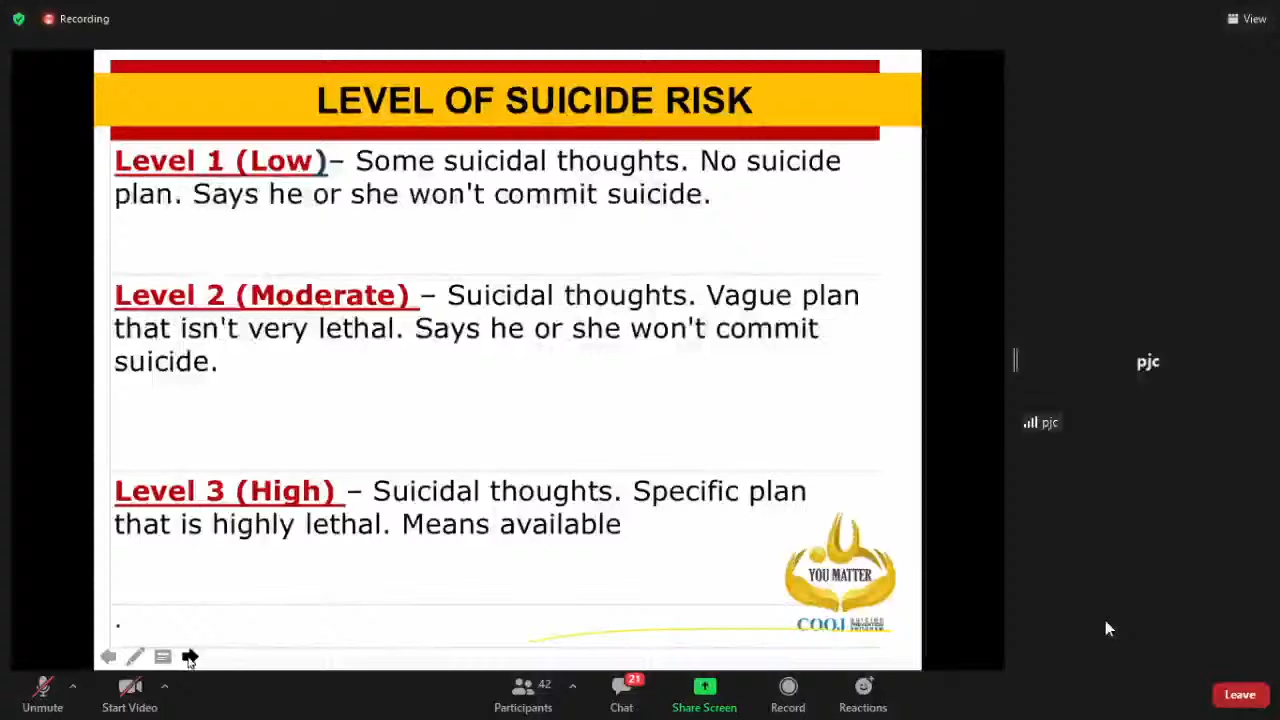 Recording
View
LEVEL OF SUICIDE RISK
Level 1 (Low)– Some suicidal thoughts. No suicide
plan. Says he or she won't commit suicide.
Level 2 (Moderate) – Suicidal thoughts. Vague plan
that isn't very lethal. Says he or she won't commit
suicide.
Level 3 (High) – Suicidal thoughts. Specific plan
that is highly lethal. Means available
.
YOU MATTER
COOJ SUICIDE
PREVENTION
pjc
pjc
Unmute
Start Video
42
Participants
21
Chat
Share Screen
Record
Reactions
Leave